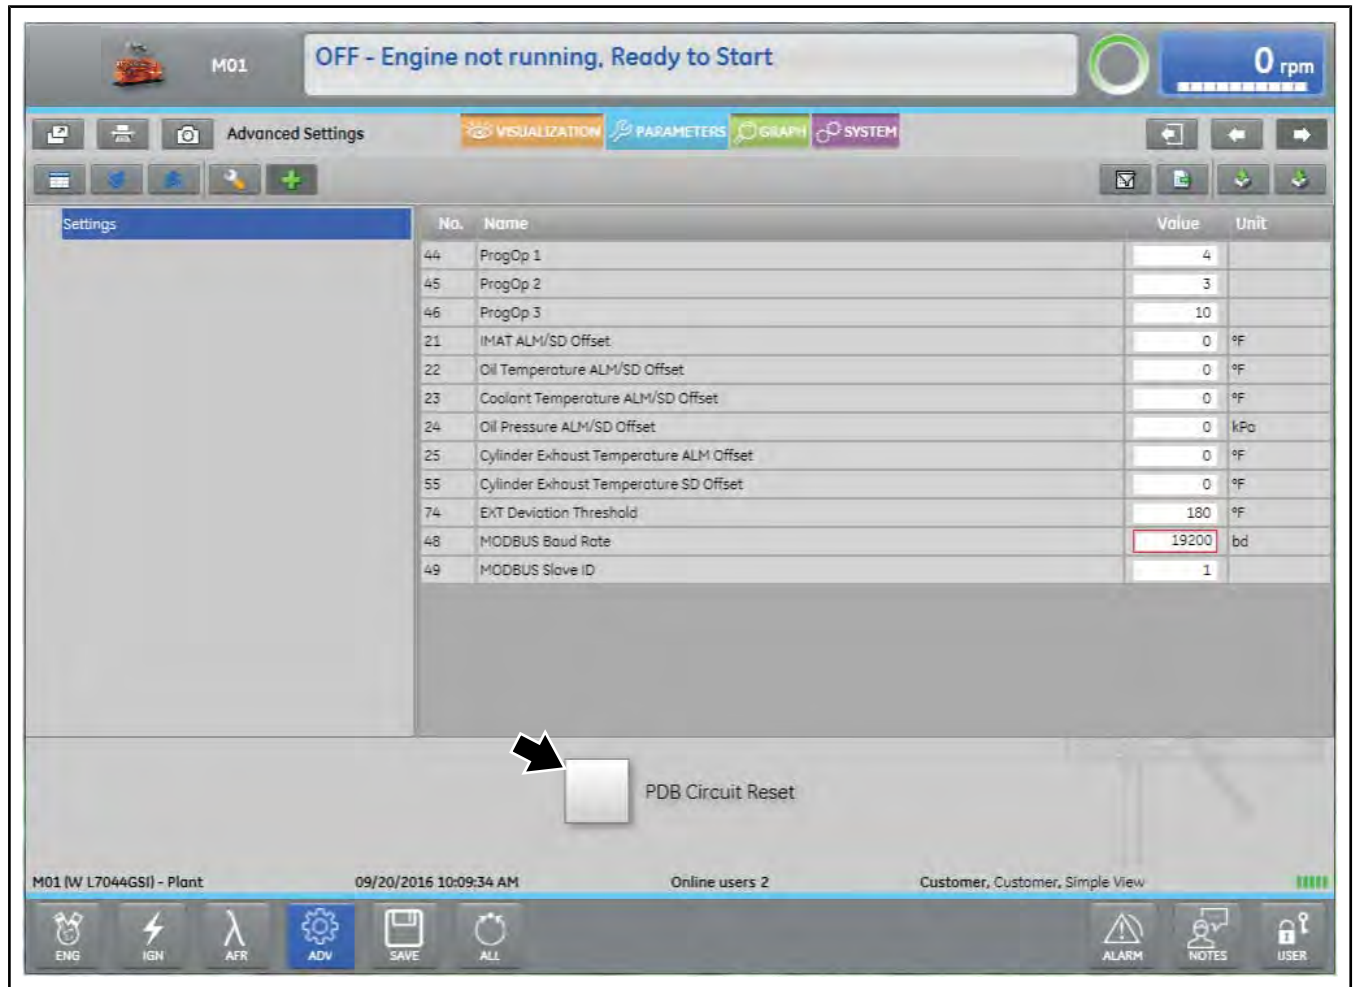 M01
OFF - Engine not running, Ready to Start
0 rpm
Advanced Settings
VISUALIZATION PARAMETERS GRAPH SYSTEM
Settings
No. Name Value Unit
44 ProgOp 1 4
45 ProgOp 2 3
46 ProgOp 3 10
21 IMAT ALM/SD Offset 0 °F
22 Oil Temperature ALM/SD Offset 0 °F
23 Coolant Temperature ALM/SD Offset 0 °F
24 Oil Pressure ALM/SD Offset 0 kPa
25 Cylinder Exhaust Temperature ALM Offset 0 °F
55 Cylinder Exhaust Temperature SD Offset 0 °F
74 EXT Deviation Threshold 180 °F
48 MODBUS Baud Rate 19200 bd
49 MODBUS Slave ID 1
PDB Circuit Reset
M01 (W L7044GSI) - Plant 09/20/2016 10:09:34 AM Online users 2 Customer, Customer, Simple View
λ
ENG IGN AFR ADV SAVE ALL ALARM NOTES USER